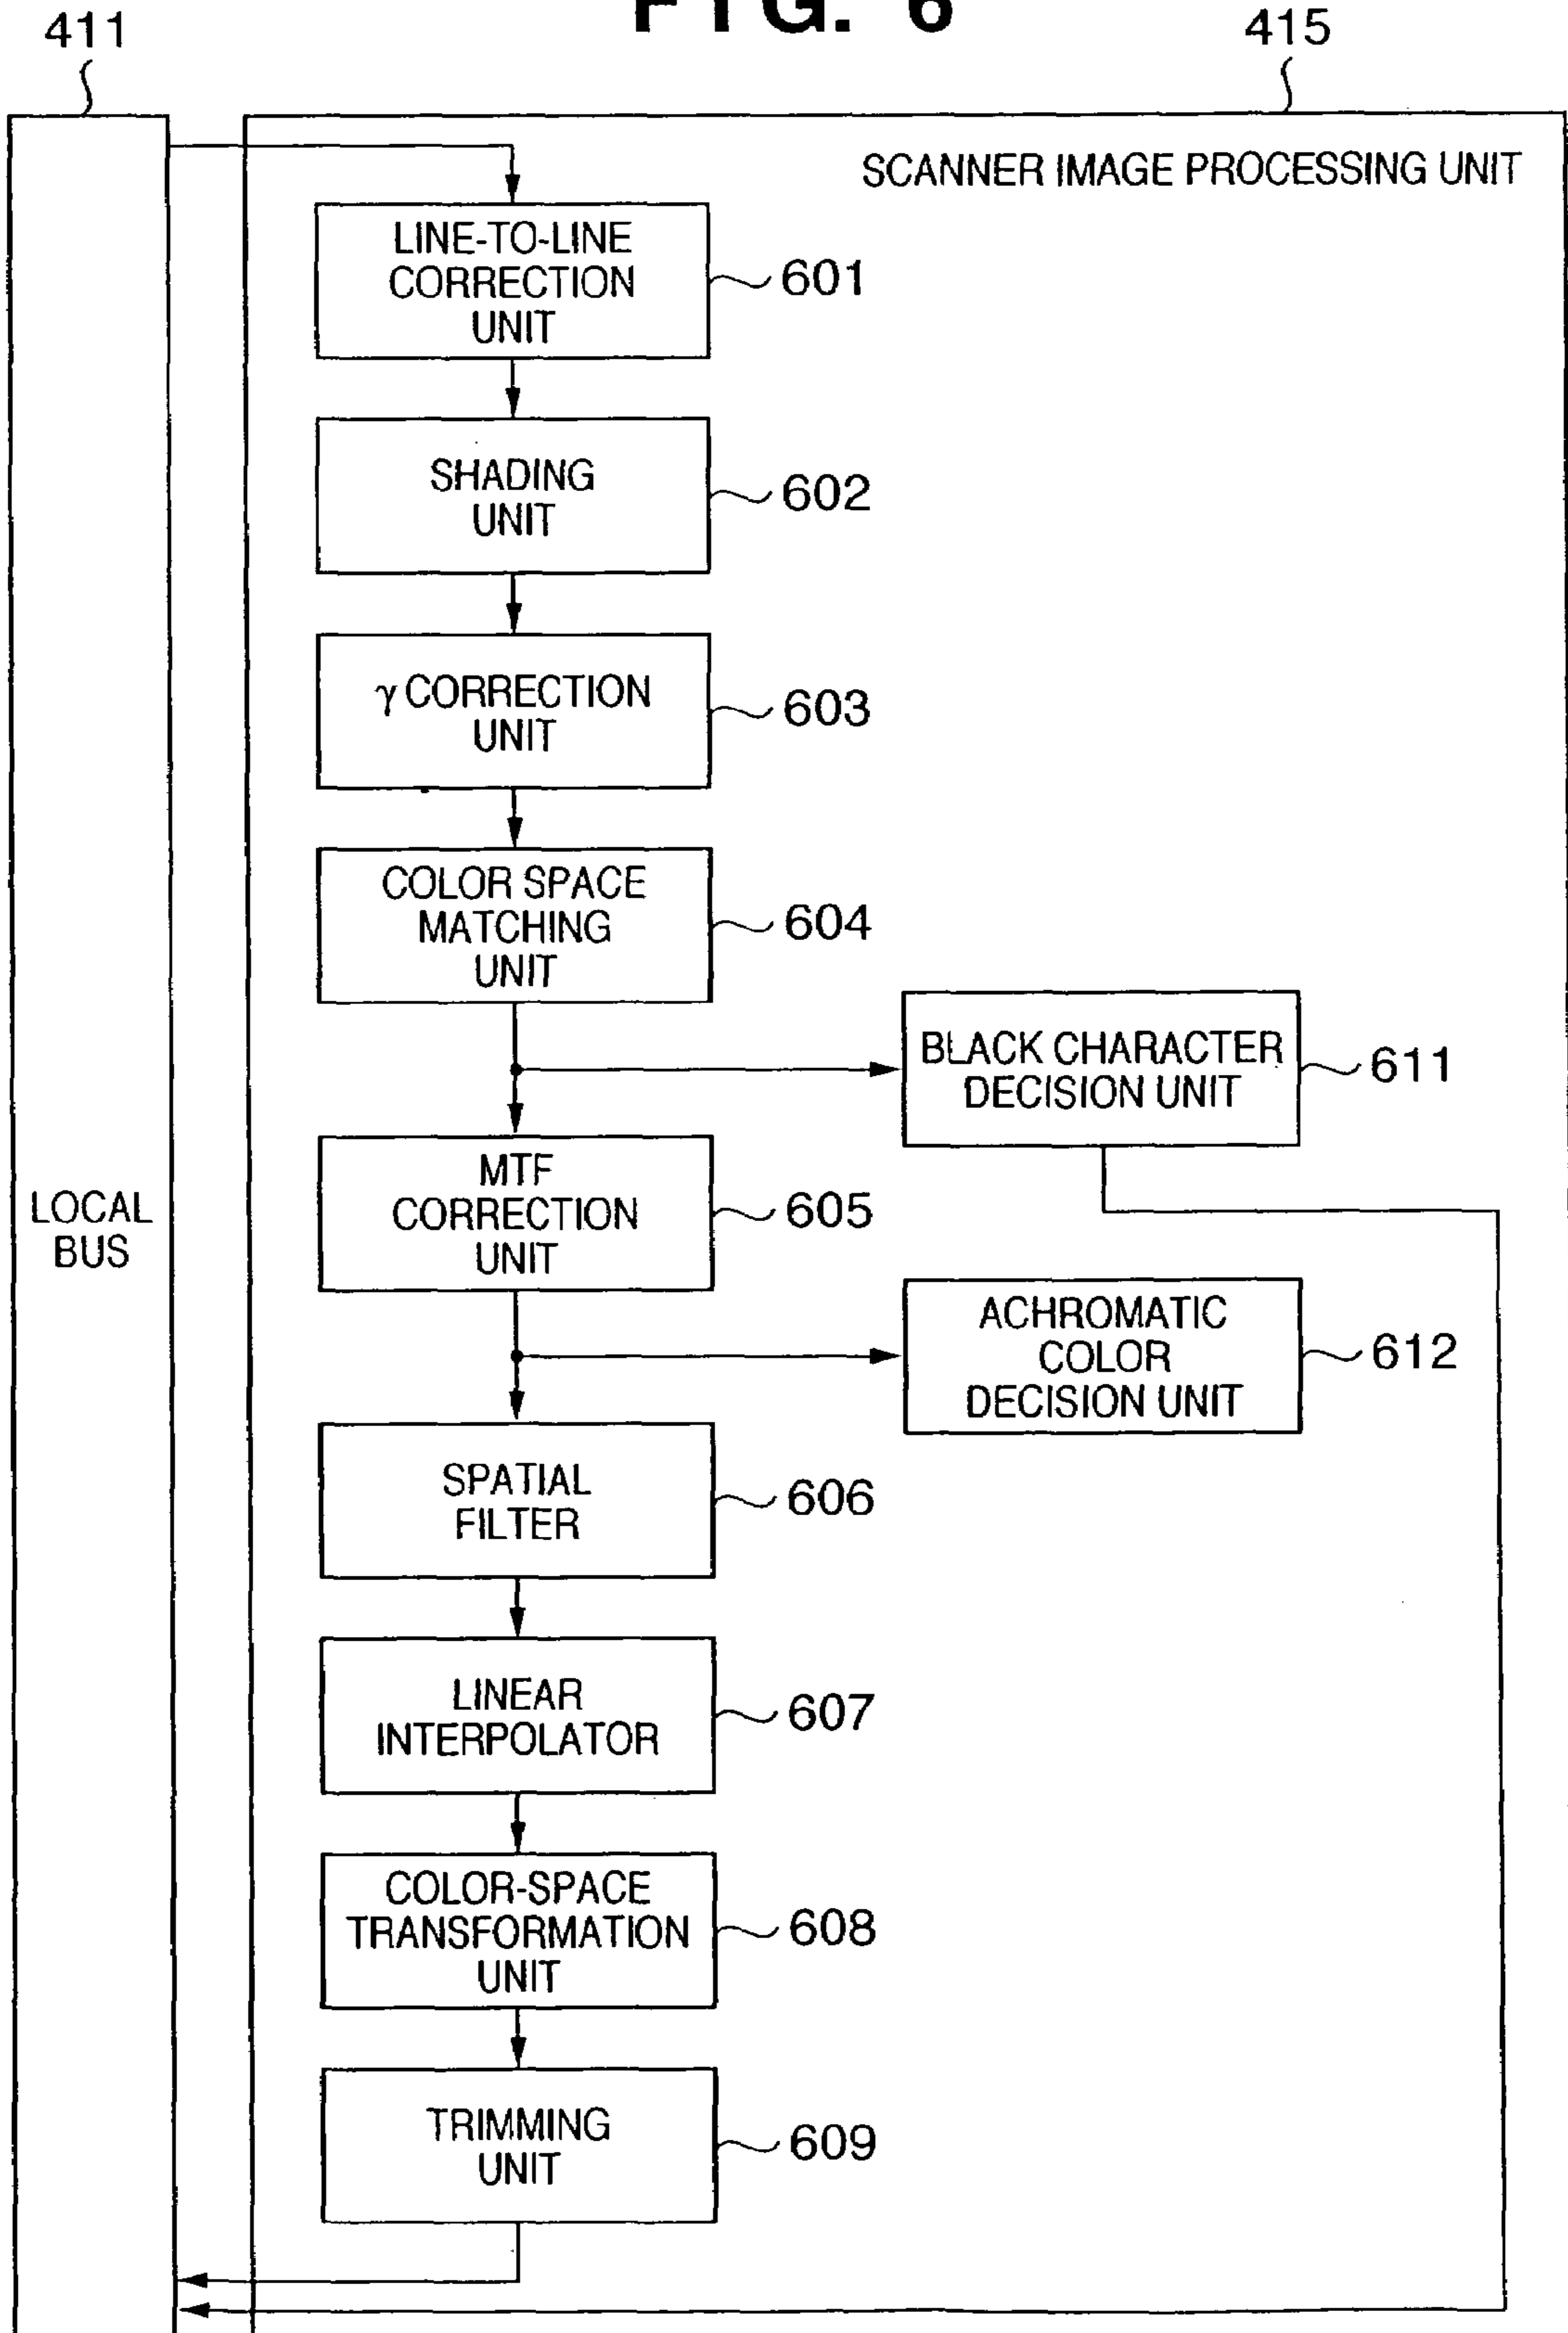 FIG. 6
411
415
SCANNER IMAGE PROCESSING UNIT
LINE-TO-LINE
CORRECTION
UNIT
601
SHADING
UNIT
602
γ CORRECTION
UNIT
603
COLOR SPACE
MATCHING
UNIT
604
BLACK CHARACTER
DECISION UNIT
611
LOCAL
BUS
MTF
CORRECTION
UNIT
605
ACHROMATIC
COLOR
DECISION UNIT
612
SPATIAL
FILTER
606
LINEAR
INTERPOLATOR
607
COLOR-SPACE
TRANSFORMATION
UNIT
608
TRIMMING
UNIT
609